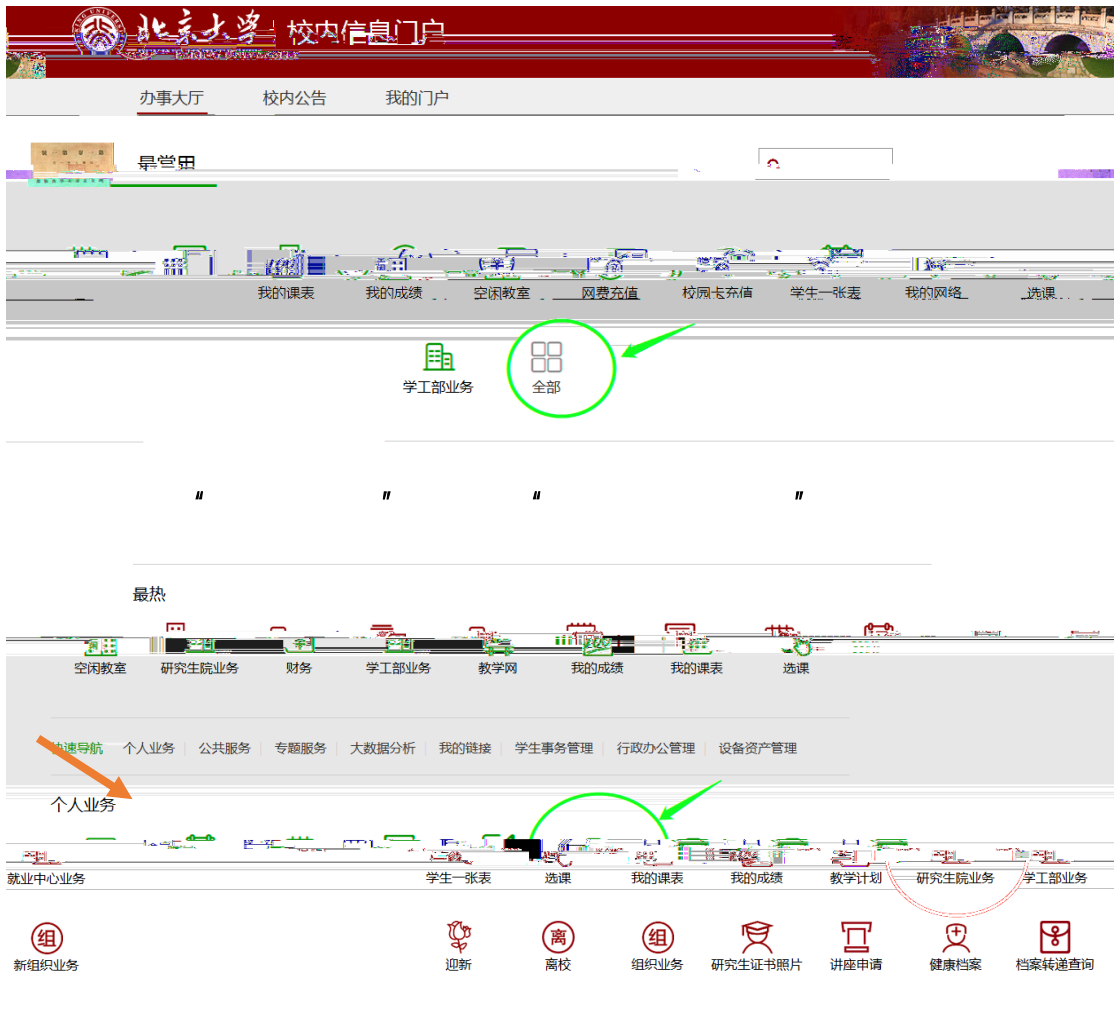 北京大学 校内信息门户
办事大厅 校内公告 我的门户
最常用
我的课表 我的成绩 空闲教室 网费充值 校园卡充值 学生一张表 我的网络 选课
学工部业务 全部
“ ” “ ”
最热
空闲教室 研究生院业务 财务 学工部业务 教学网 我的成绩 我的课表 选课
快速导航 个人业务 公共服务 专题服务 大数据分析 我的链接 学生事务管理 行政办公管理 设备资产管理
个人业务
就业中心业务 学生一张表 选课 我的课表 我的成绩 教学计划 研究生院业务 学工部业务
组 离 组
新组织业务 迎新 离校 组织业务 研究生证书照片 讲座申请 健康档案 档案转递查询